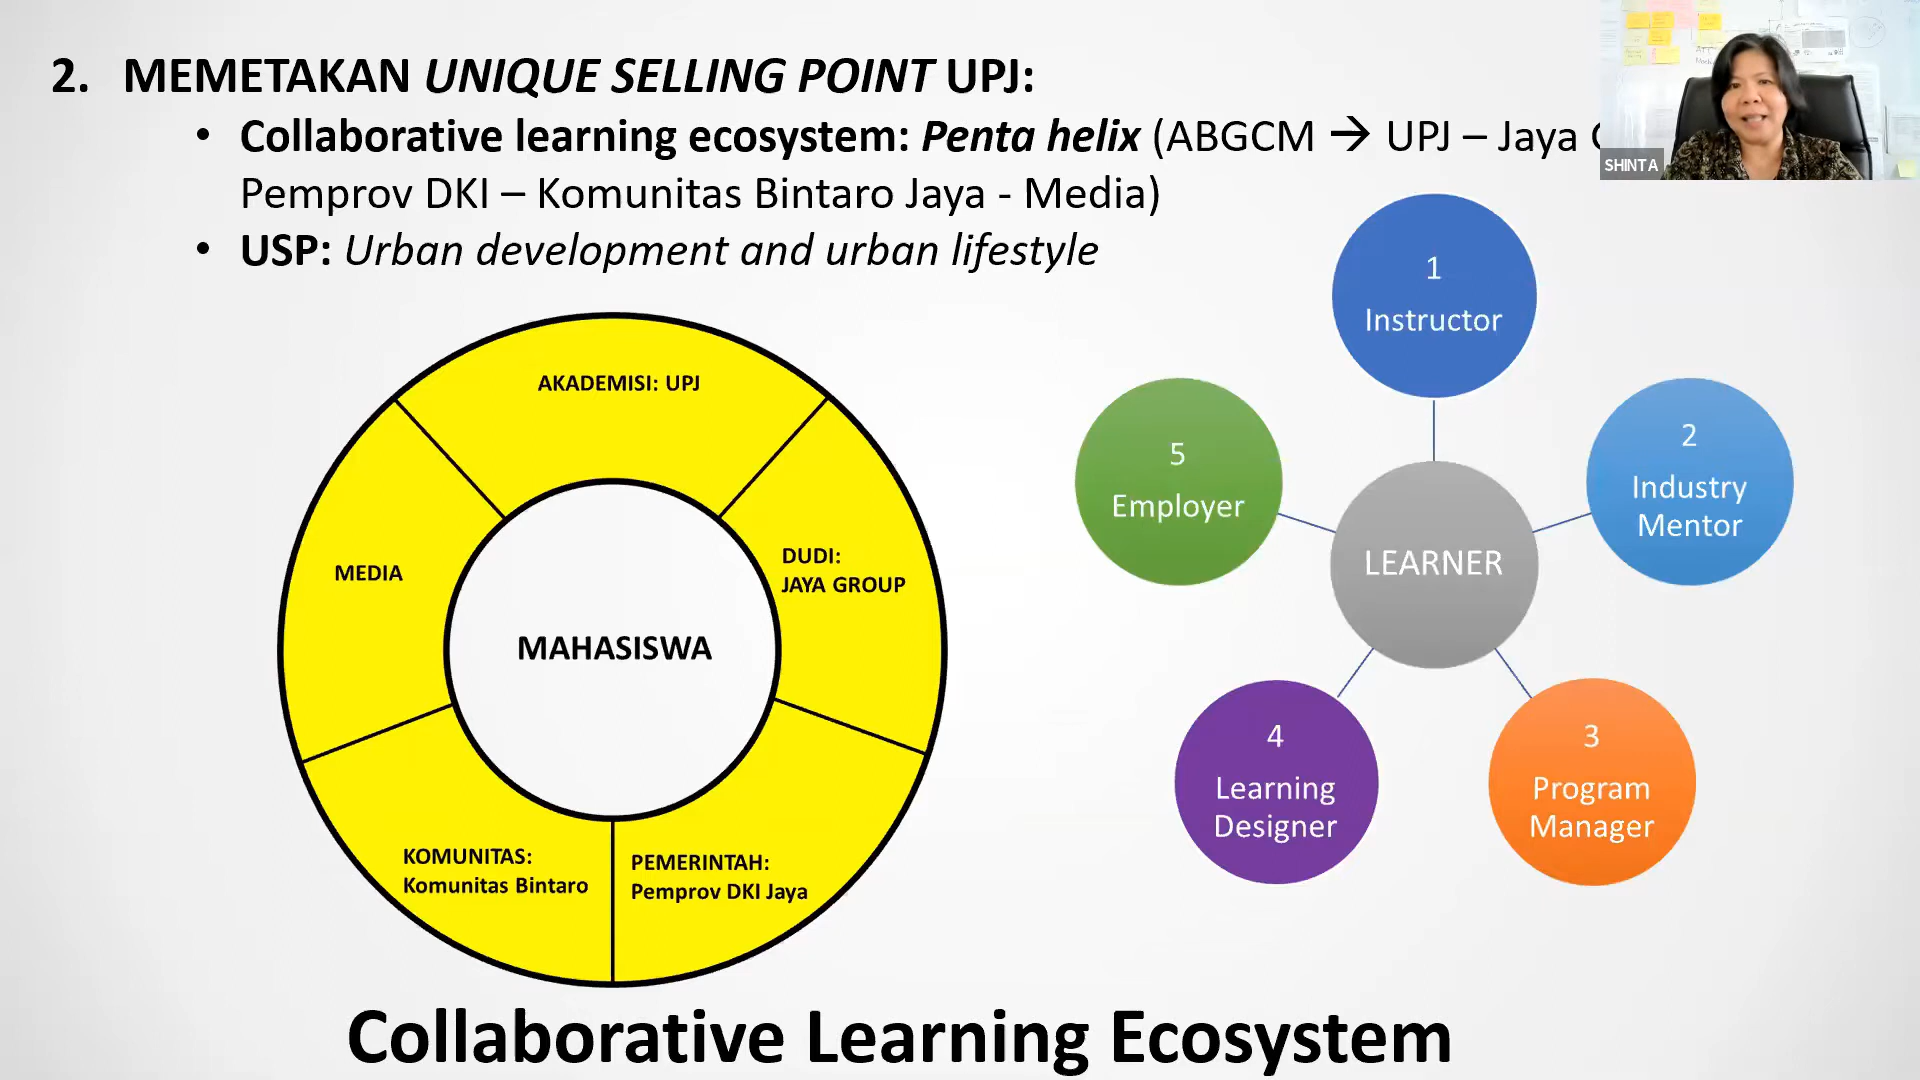 2. MEMETAKAN UNIQUE SELLING POINT UPJ:
• Collaborative learning ecosystem: Penta helix (ABGCM → UPJ – Jaya
Pemprov DKI – Komunitas Bintaro Jaya - Media)
• USP: Urban development and urban lifestyle
SHINTA
AKADEMISI: UPJ
MEDIA
DUDI:
JAYA GROUP
MAHASISWA
KOMUNITAS:
Komunitas Bintaro
PEMERINTAH:
Pemprov DKI Jaya
1
Instructor
2
Industry
Mentor
3
Program
Manager
4
Learning
Designer
5
Employer
LEARNER
Collaborative Learning Ecosystem